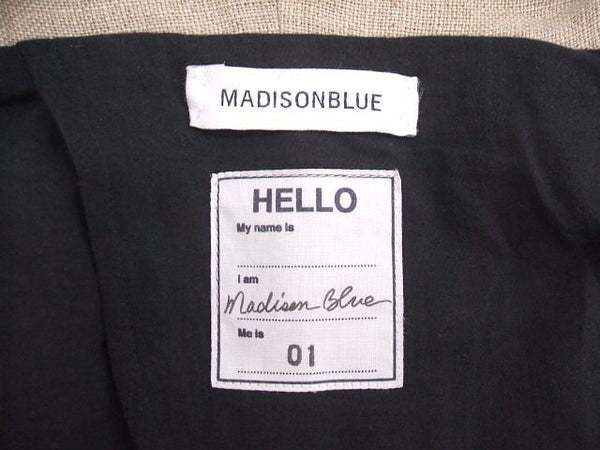 MADISONBLUE
HELLO
My name is
I am
Madison Blue
Me is
01